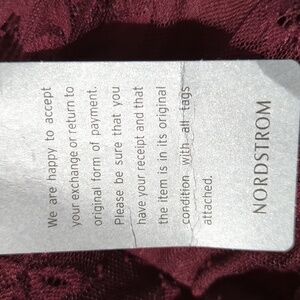 We are happy to accept
your exchange or return to
original form of payment.
Please be sure that you
have your receipt and that
the item is in its original
condition with all tags
attached.
NORDSTROM